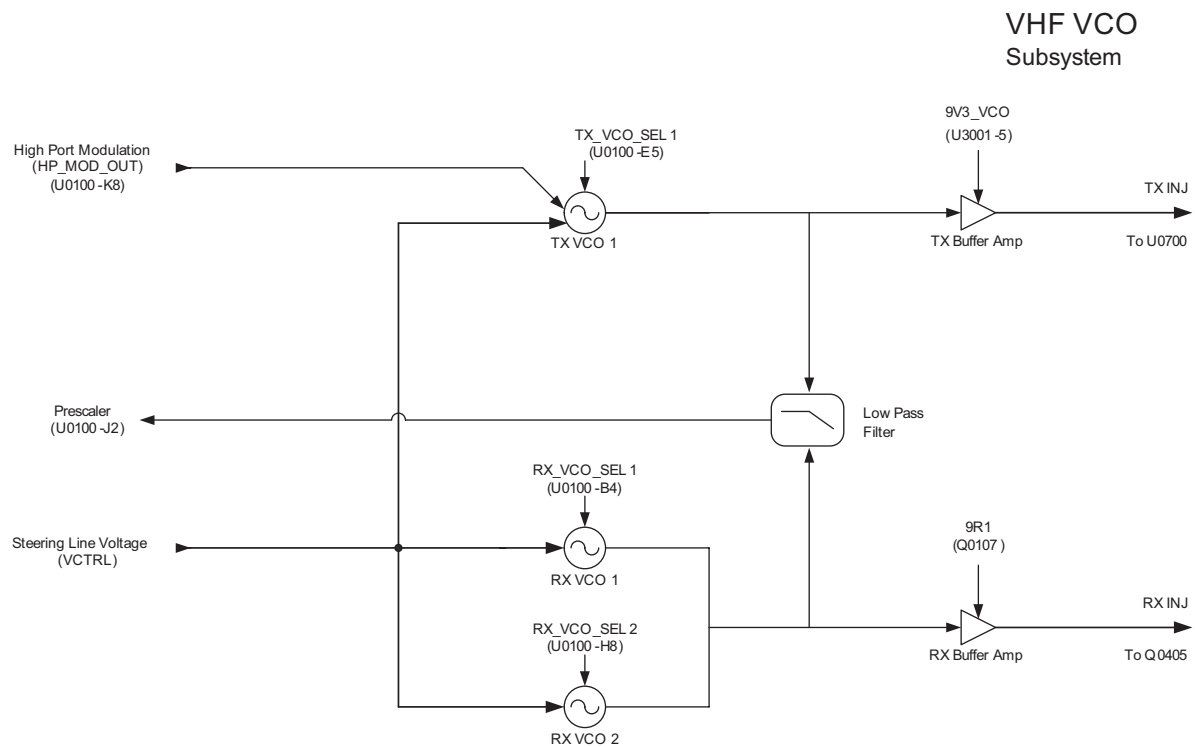 VHF VCO
Subsystem
9V3_VCO
(U3001-5)
TX_VCO_SEL 1
(U0100-E5)
High Port Modulation
(HP_MOD_OUT)
(U0100-K8)
TX INJ
TX VCO 1
TX Buffer Amp
To U0700
Prescaler
(U0100-J2)
Low Pass
Filter
RX_VCO_SEL 1
(U0100-B4)
Steering Line Voltage
(VCTRL)
9R1
(Q0107)
RX VCO 1
RX INJ
RX_VCO_SEL 2
(U0100-H8)
RX Buffer Amp
To Q0405
RX VCO 2